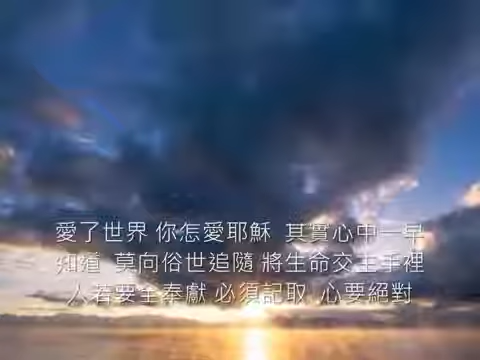 愛了世界 你怎愛耶穌 其實心中一早
知道 莫向俗世追隨 將生命交主手裡
人若要全奉獻 必須記取 心要絕對